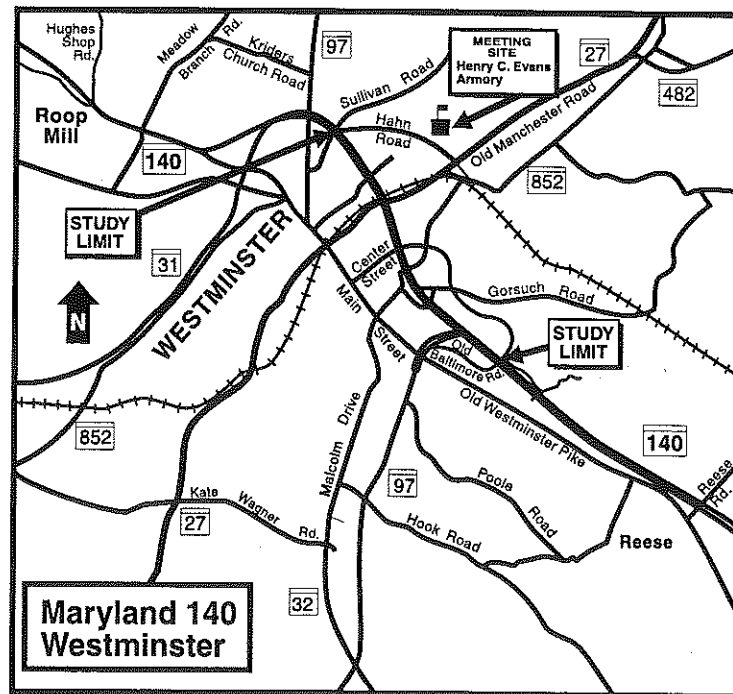 Hughes
Shop
Rd.
Meadow
Branch
Rd.
Kriders
Church Road
97
Sullivan Road
MEETING
SITE
Henry C. Evans
Armory
27
482
Roop
Mill
140
Hahn
Road
Old Manchester Road
852
STUDY
LIMIT
31
WESTMINSTER
Center
Street
Gorsuch Road
N
Main
Street
Old
Baltimore Rd.
STUDY
LIMIT
Old Westminster Pike
852
Malcolm Drive
97
140
Reese
Rd.
Kate Wagner Rd.
27
Poole
Road
Hook Road
Reese
32
Maryland 140
Westminster